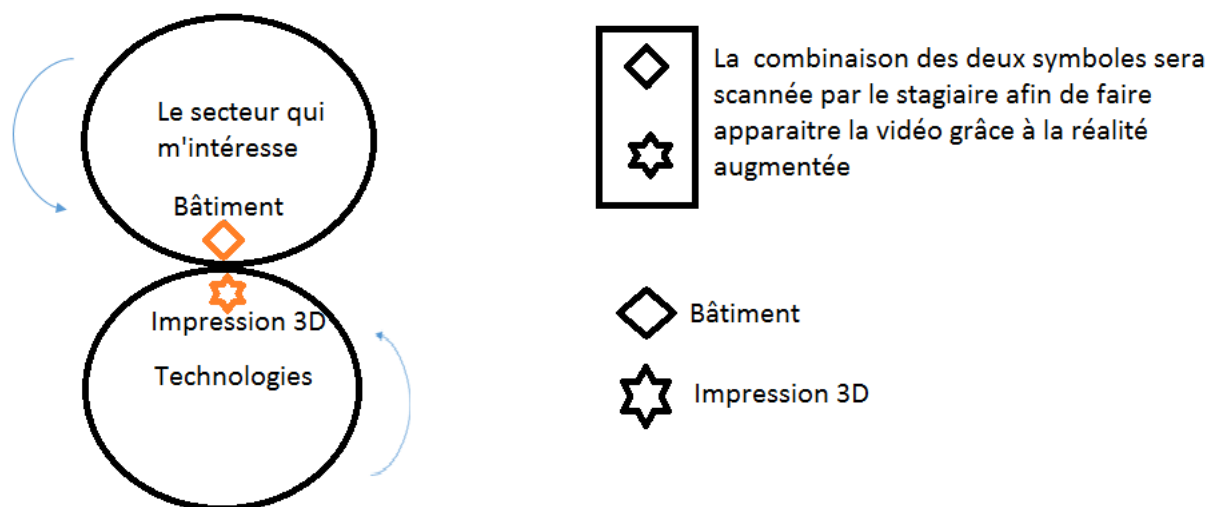 Le secteur qui
m'intéresse
Bâtiment
Impression 3D
Technologies
La combinaison des deux symboles sera
scannée par le stagiaire afin de faire
apparaitre la vidéo grâce à la réalité
augmentée
Bâtiment
Impression 3D